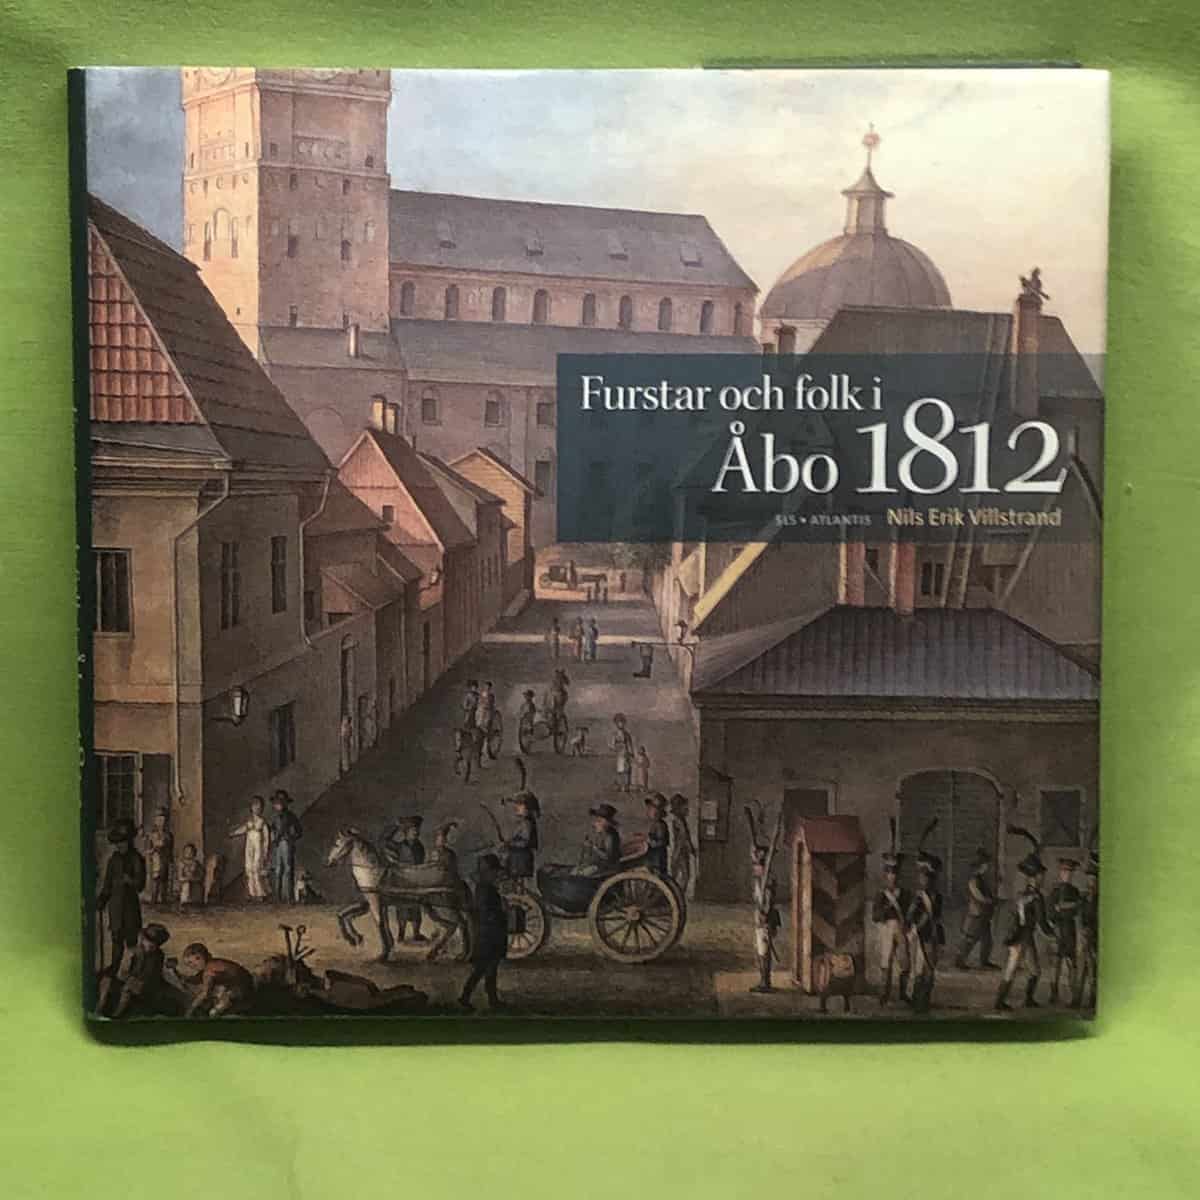 Furstar och folk i
Åbo 1812
SLS • ATLANTIS Nils Erik Villstrand